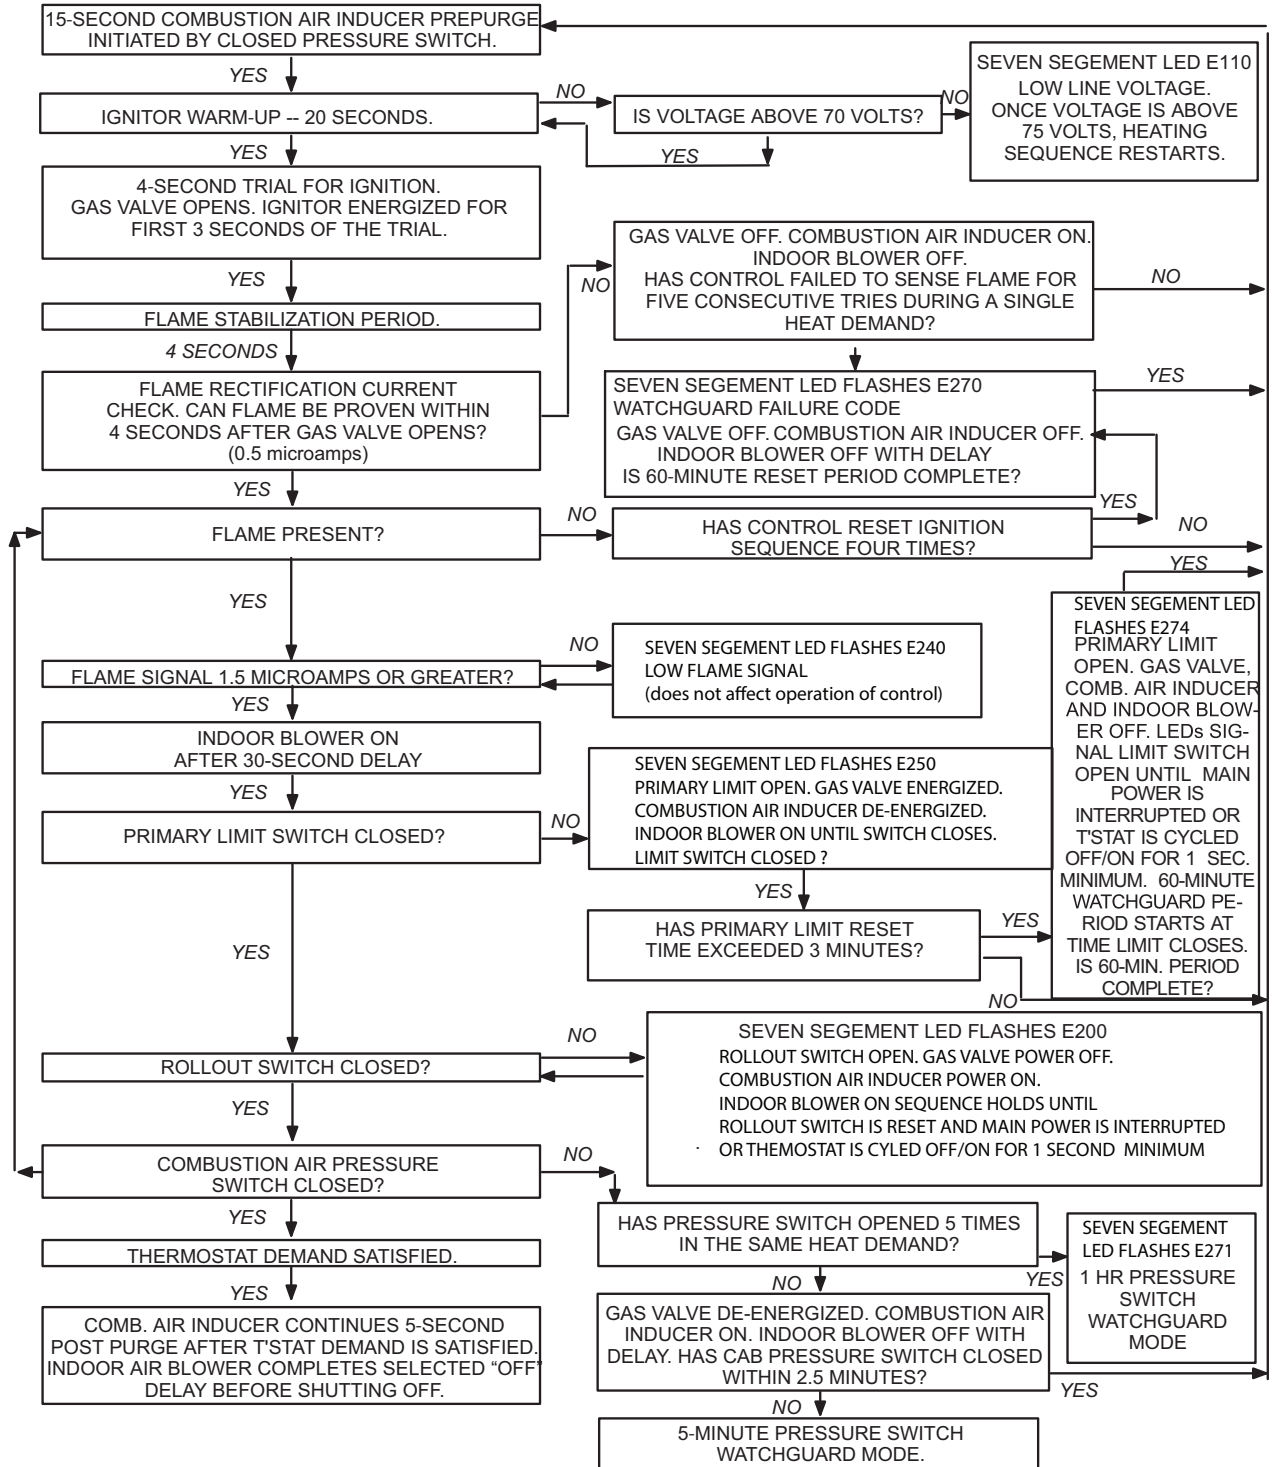 15-SECOND COMBUSTION AIR INDUCER PREPURGE
INITIATED BY CLOSED PRESSURE SWITCH.
YES
IGNITOR WARM-UP -- 20 SECONDS.
NO
IS VOLTAGE ABOVE 70 VOLTS?
NO
YES
SEVEN SEGEMENT LED E110
LOW LINE VOLTAGE.
ONCE VOLTAGE IS ABOVE
75 VOLTS, HEATING
SEQUENCE RESTARTS.
YES
4-SECOND TRIAL FOR IGNITION.
GAS VALVE OPENS. IGNITOR ENERGIZED FOR
FIRST 3 SECONDS OF THE TRIAL.
YES
FLAME STABILIZATION PERIOD.
4 SECONDS
FLAME RECTIFICATION CURRENT
CHECK. CAN FLAME BE PROVEN WITHIN
4 SECONDS AFTER GAS VALVE OPENS?
(0.5 microamps)
NO
GAS VALVE OFF. COMBUSTION AIR INDUCER ON.
INDOOR BLOWER OFF.
HAS CONTROL FAILED TO SENSE FLAME FOR
FIVE CONSECUTIVE TRIES DURING A SINGLE
HEAT DEMAND?
NO
SEVEN SEGEMENT LED FLASHES E270
WATCHGUARD FAILURE CODE
GAS VALVE OFF. COMBUSTION AIR INDUCER OFF.
INDOOR BLOWER OFF WITH DELAY
IS 60-MINUTE RESET PERIOD COMPLETE?
YES
YES
FLAME PRESENT?
NO
HAS CONTROL RESET IGNITION
SEQUENCE FOUR TIMES?
YES
NO
YES
FLAME SIGNAL 1.5 MICROAMPS OR GREATER?
NO
SEVEN SEGEMENT LED FLASHES E240
LOW FLAME SIGNAL
(does not affect operation of control)
YES
INDOOR BLOWER ON
AFTER 30-SECOND DELAY
YES
PRIMARY LIMIT SWITCH CLOSED?
NO
SEVEN SEGEMENT LED FLASHES E250
PRIMARY LIMIT OPEN. GAS VALVE ENERGIZED.
COMBUSTION AIR INDUCER DE-ENERGIZED.
INDOOR BLOWER ON UNTIL SWITCH CLOSES.
LIMIT SWITCH CLOSED ?
YES
HAS PRIMARY LIMIT RESET
TIME EXCEEDED 3 MINUTES?
YES
NO
YES
SEVEN SEGEMENT LED
FLASHES E274
PRIMARY LIMIT
OPEN. GAS VALVE,
COMB. AIR INDUCER
AND INDOOR BLOW-
ER OFF. LEDs SIG-
NAL LIMIT SWITCH
OPEN UNTIL MAIN
POWER IS
INTERRUPTED OR
T'STAT IS CYCLED
OFF/ON FOR 1 SEC.
MINIMUM. 60-MINUTE
WATCHGUARD PE-
RIOD STARTS AT
TIME LIMIT CLOSES.
IS 60-MIN. PERIOD
COMPLETE?
YES
ROLLOUT SWITCH CLOSED?
NO
SEVEN SEGEMENT LED FLASHES E200
ROLLOUT SWITCH OPEN. GAS VALVE POWER OFF.
COMBUSTION AIR INDUCER POWER ON.
INDOOR BLOWER ON SEQUENCE HOLDS UNTIL
ROLLOUT SWITCH IS RESET AND MAIN POWER IS INTERRUPTED
OR THEMOSTAT IS CYLED OFF/ON FOR 1 SECOND MINIMUM
YES
COMBUSTION AIR PRESSURE
SWITCH CLOSED?
NO
HAS PRESSURE SWITCH OPENED 5 TIMES
IN THE SAME HEAT DEMAND?
YES
SEVEN SEGEMENT
LED FLASHES E271
1 HR PRESSURE
SWITCH
WATCHGUARD
MODE
YES
THERMOSTAT DEMAND SATISFIED.
YES
COMB. AIR INDUCER CONTINUES 5-SECOND
POST PURGE AFTER T'STAT DEMAND IS SATISFIED.
INDOOR AIR BLOWER COMPLETES SELECTED “OFF”
DELAY BEFORE SHUTTING OFF.
NO
GAS VALVE DE-ENERGIZED. COMBUSTION AIR
INDUCER ON. INDOOR BLOWER OFF WITH
DELAY. HAS CAB PRESSURE SWITCH CLOSED
WITHIN 2.5 MINUTES?
YES
NO
5-MINUTE PRESSURE SWITCH
WATCHGUARD MODE.